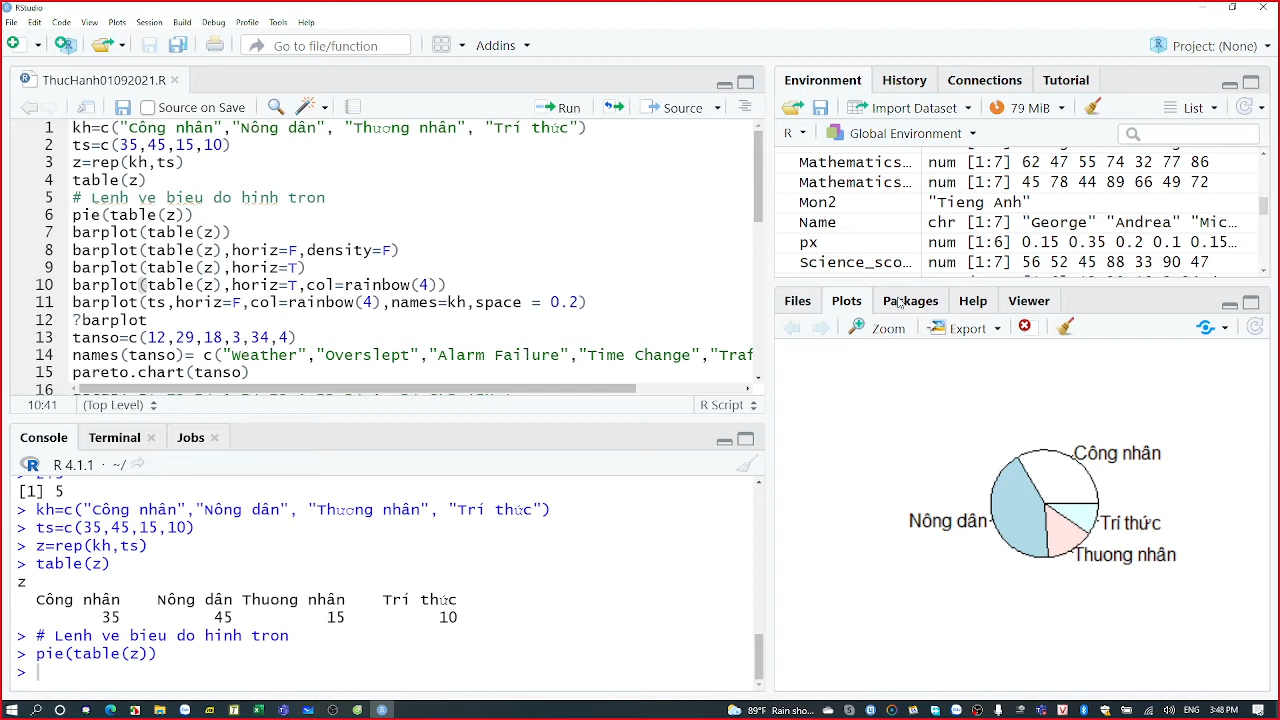 RStudio
File Edit Code View Plots Session Build Debug Profile Tools Help
Go to file/function Addins Project: (None)
ThucHanh01092021.R
Source on Save Run Source
1 kh=c("Công nhân","Nông dân", "Thương nhân", "Trí thức")
2 ts=c(35,45,15,10)
3 z=rep(kh,ts)
4 table(z)
5 # Lenh ve bieu do hinh tron
6 pie(table(z))
7 barplot(table(z))
8 barplot(table(z),horiz=F,density=F)
9 barplot(table(z),horiz=T)
10 barplot(table(z),horiz=T,col=rainbow(4))
11 barplot(ts,horiz=F,col=rainbow(4),names=kh,space = 0.2)
12 ?barplot
13 tanso=c(12,29,18,3,34,4)
14 names(tanso)= c("Weather","Overslept","Alarm Failure","Time Change","Traf
15 pareto.chart(tanso)
16
10:41 (Top Level) R Script
Console Terminal Jobs
R 4.1.1 · ~/
[1] 5
> kh=c("Công nhân","Nông dân", "Thương nhân", "Trí thức")
> ts=c(35,45,15,10)
> z=rep(kh,ts)
> table(z)
z
Công nhân Nông dân Thuong nhân Trí thức
35 45 15 10
> # Lenh ve bieu do hinh tron
> pie(table(z))
>
Environment History Connections Tutorial
Import Dataset 79 MiB List
R Global Environment
Mathematics… num [1:7] 62 47 55 74 32 77 86
Mathematics… num [1:7] 45 78 44 89 66 49 72
Mon2 "Tieng Anh"
Name chr [1:7] "George" "Andrea" "Mic…
px num [1:6] 0.15 0.35 0.2 0.1 0.15…
Science_sco… num [1:7] 56 52 45 88 33 90 47
Files Plots Packages Help Viewer
Zoom Export
Công nhân
Nông dân
Trí thức
Thuong nhân
89°F Rain sho... 3:48 PM